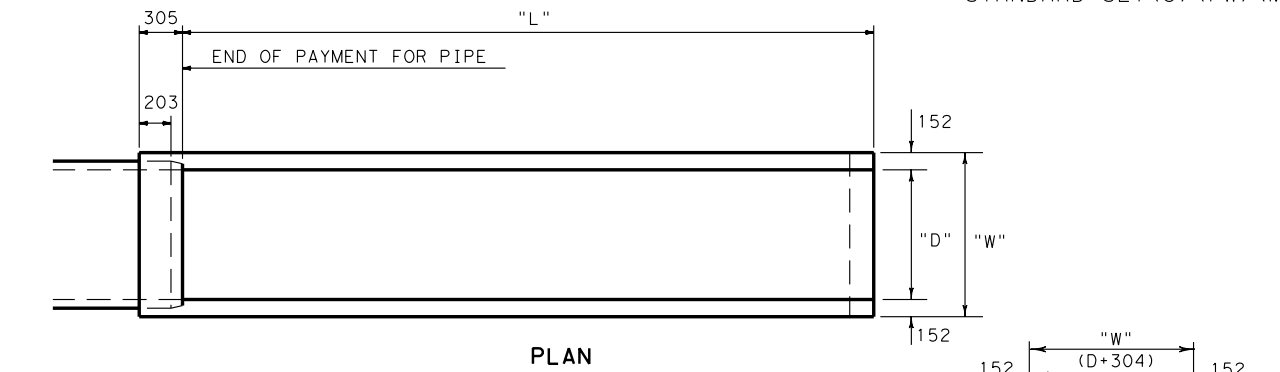 305
"L"
END OF PAYMENT FOR PIPE
203
152
"D"
"W"
152
PLAN
"W"
(D+304)
152
152